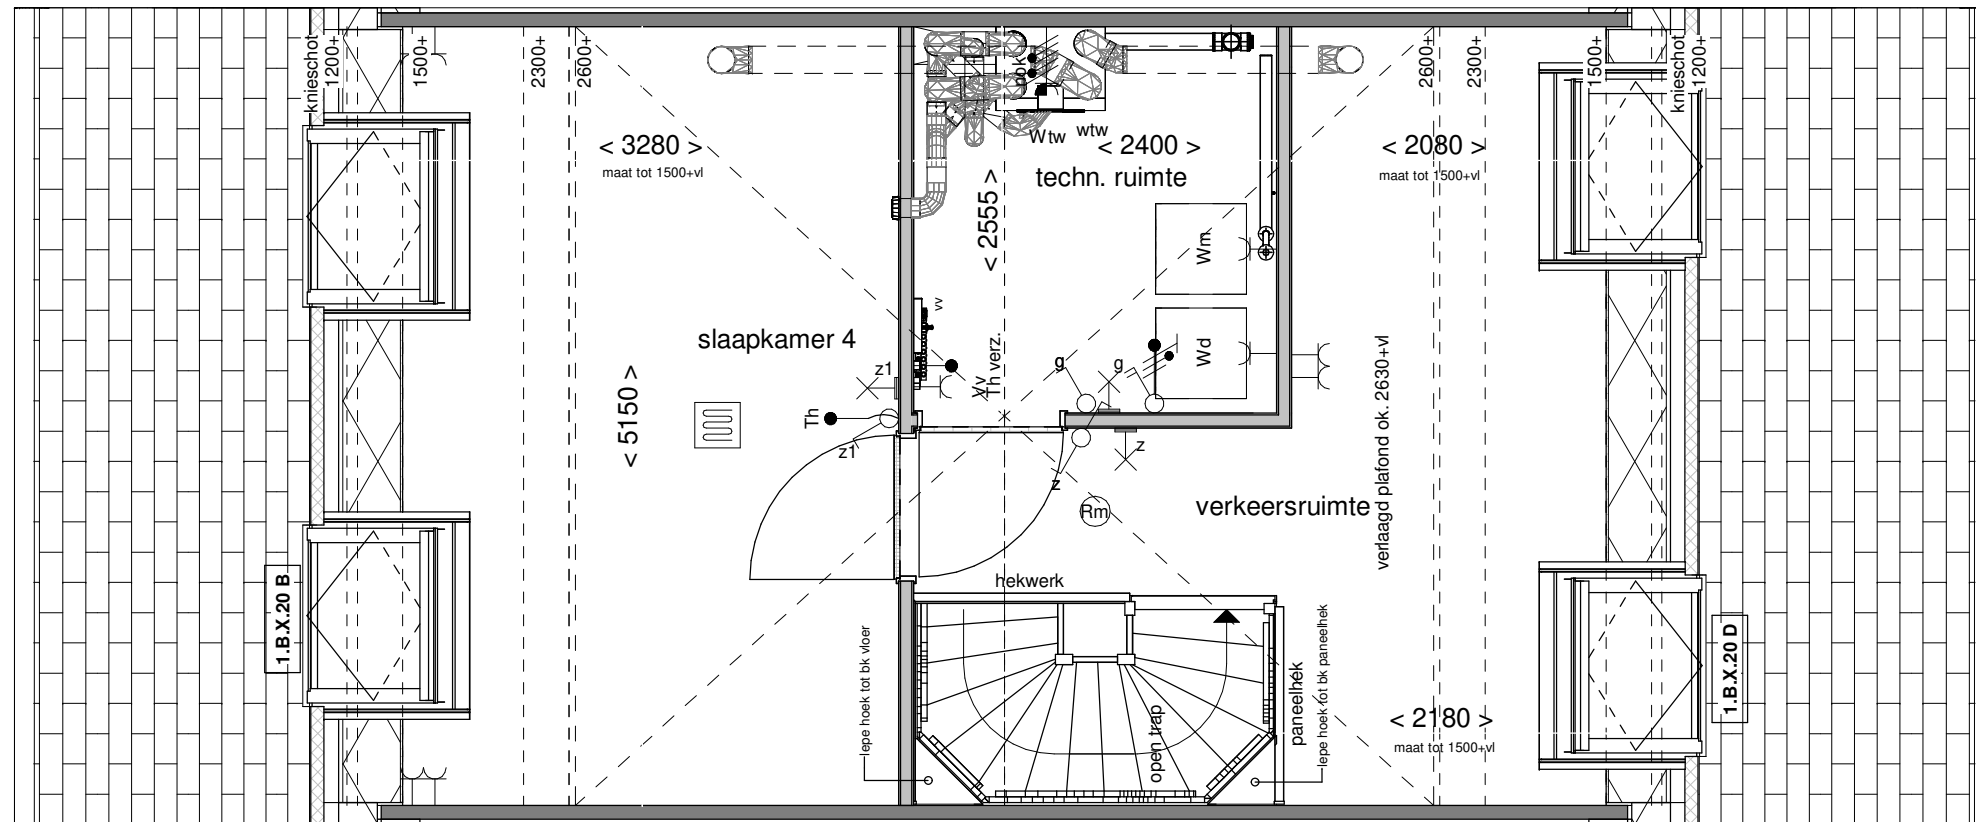 knieschot
1200+
1500+
2300+
2600+
2600+
2300+
1500+
knieschot
1200+
nok
Wtw
wtw
< 3280 >
maat tot 1500+vl
< 2400 >
techn. ruimte
< 2080 >
maat tot 1500+vl
< 2555 >
Wm
vv
slaapkamer 4
Wd
z1
Vv
Th verz.
g
g
verlaagd plafond ok. 2630+vl
< 5150 >
Th
z1
z
z
Rm
verkeersruimte
hekwerk
1.B.X.20 B
lepe hoek tot bk vloer
open trap
paneelhek
lepe hoek tot bk paneelhek
< 2180 >
maat tot 1500+vl
1.B.X.20 D